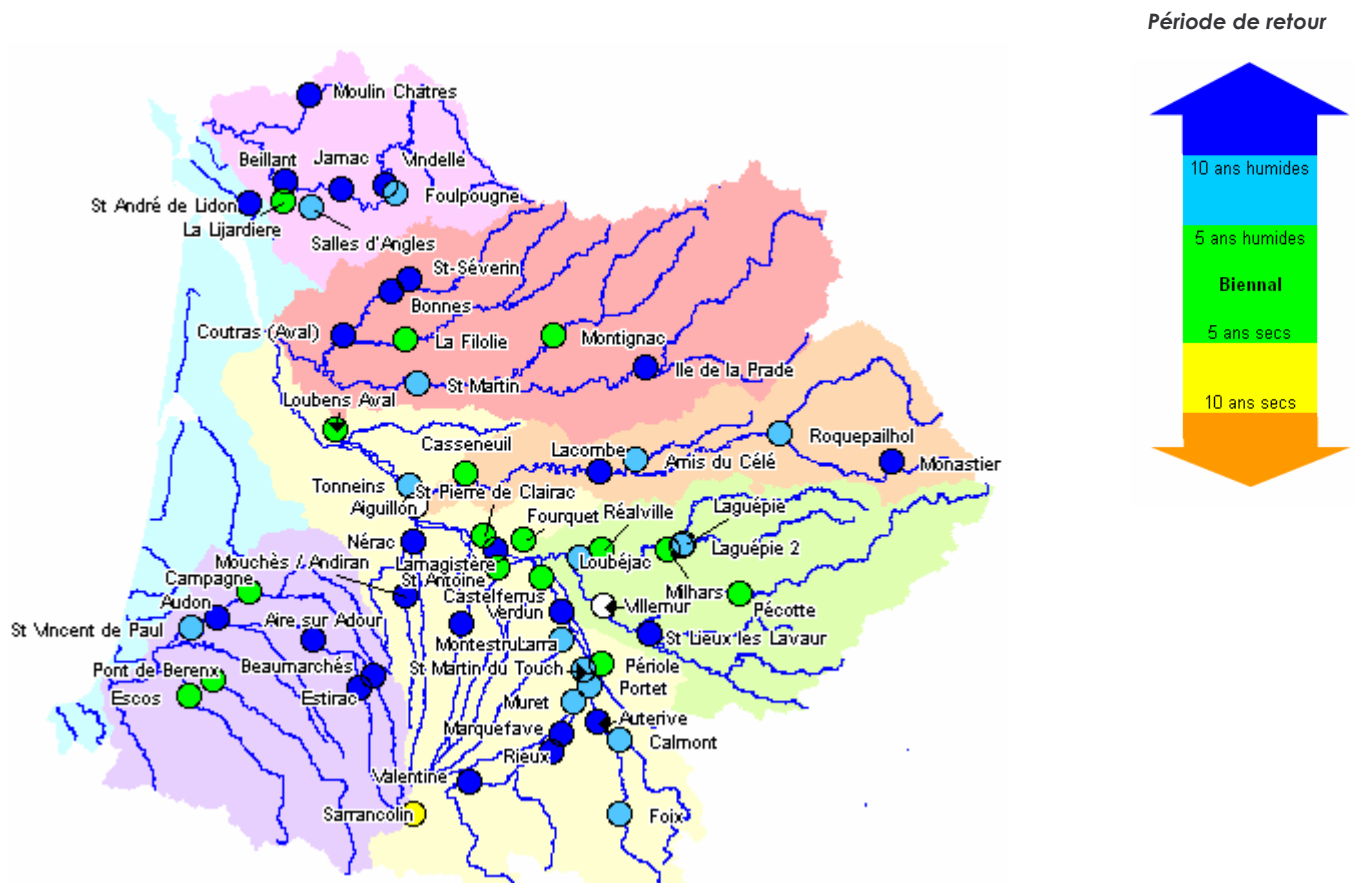 Période de retour
10 ans humides
5 ans humides
Biennal
5 ans secs
10 ans secs
Moulin Châtres
Beillant
Jarnac
Vindelle
Foulpougne
St André de Lidon
La Lijardiere
Salles d'Angles
St-Séverin
Bonnes
Coutras (Aval)
La Filolie
Montignac
Ile de la Prade
St Martin
Loubens Aval
Casseneuil
Lacombe
Amis du Célé
Roquepailhol
Monastier
Tonneins
St Pierre de Clairac
Aiguillon
Fourquet
Réalville
Laguépie
Nérac
Lamagistère
Loubéjac
Laguépie 2
Mouchès / Andiran
St Antoine
Campagne
Castelferrus
Milhars
Audon
Verdun
Villemur
Pécotte
St Vincent de Paul
Aire sur Adour
Montestru
Larra
St Lieux les Lavaur
Pont de Berenx
Beaumarchés
St Martin du Touch
Périole
Escos
Estirac
Portet
Muret
Auterive
Marquefave
Calmont
Rieux
Valentine
Sarrancolin
Foix